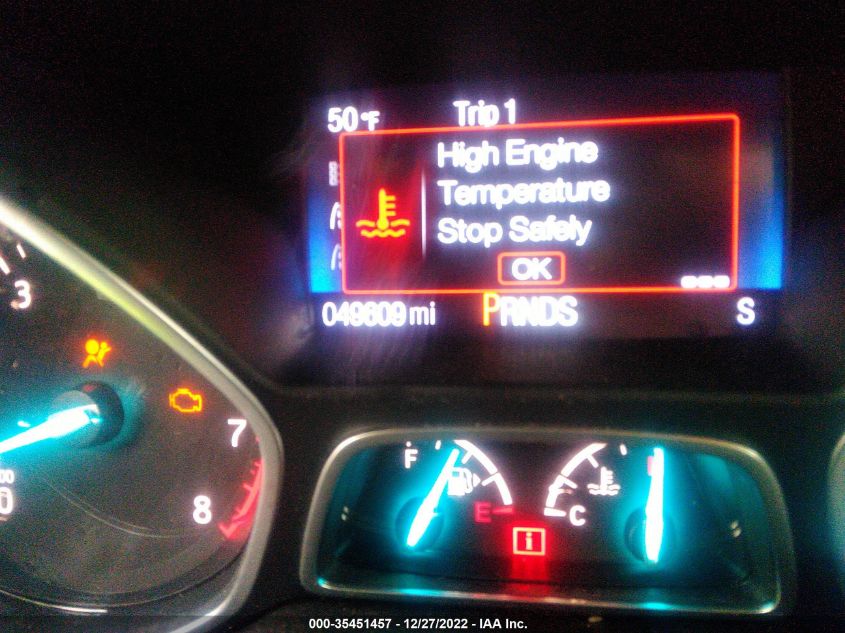 50°F Trip 1
High Engine
Temperature
Stop Safely
OK
049609 mi PRNDS S
3
7
8
F
E
C
i
000-35451457 - 12/27/2022 - IAA Inc.